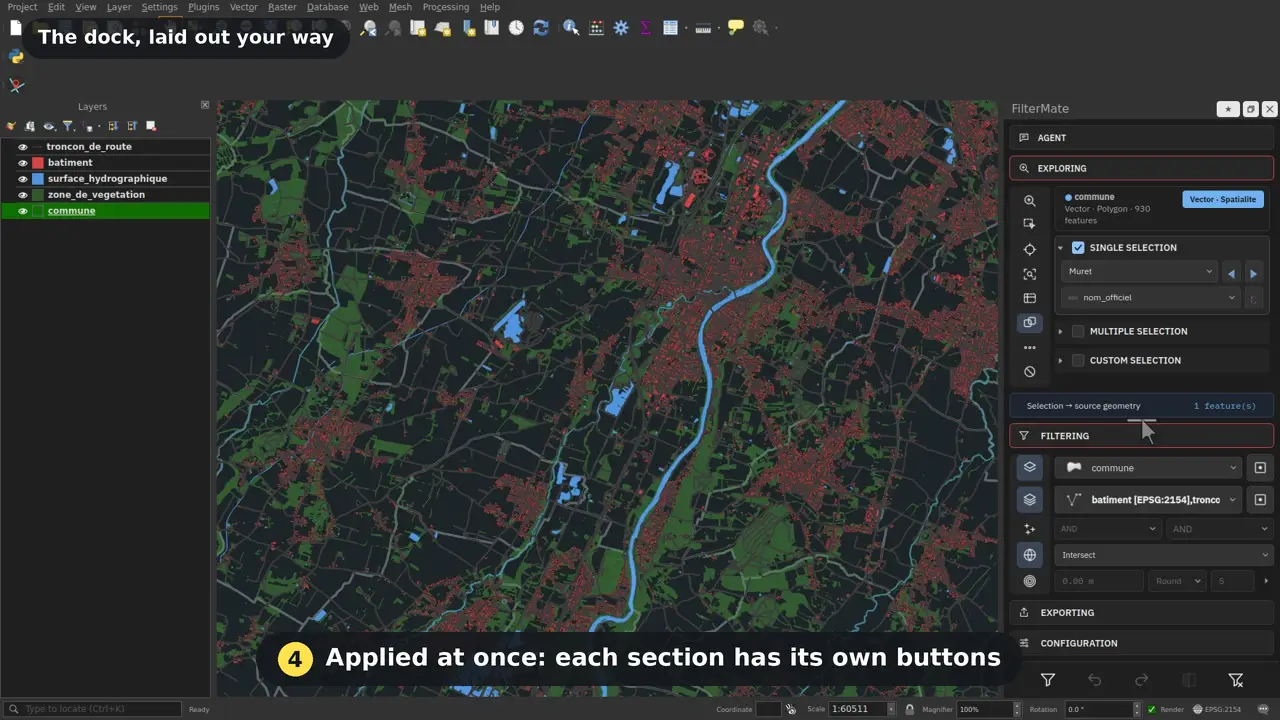 Project Edit View Layer Settings Plugins Vector Raster Database Web Mesh Processing Help
The dock, laid out your way
Layers
troncon_de_route
batiment
surface_hydrographique
zone_de_vegetation
commune
FilterMate
AGENT
EXPLORING
commune
Vector · Polygon · 930
features
Vector · Spatialite
SINGLE SELECTION
Muret
nom_officiel
MULTIPLE SELECTION
CUSTOM SELECTION
Selection → source geometry 1 feature(s)
FILTERING
commune
batiment [EPSG:2154],tronco
AND AND
Intersect
0.00 m Round 5
EXPORTING
CONFIGURATION
4 Applied at once: each section has its own buttons
Type to locate (Ctrl+K) Ready Coordinate Scale 1:60511 Magnifier 100% Rotation 0.0 ° Render EPSG:2154